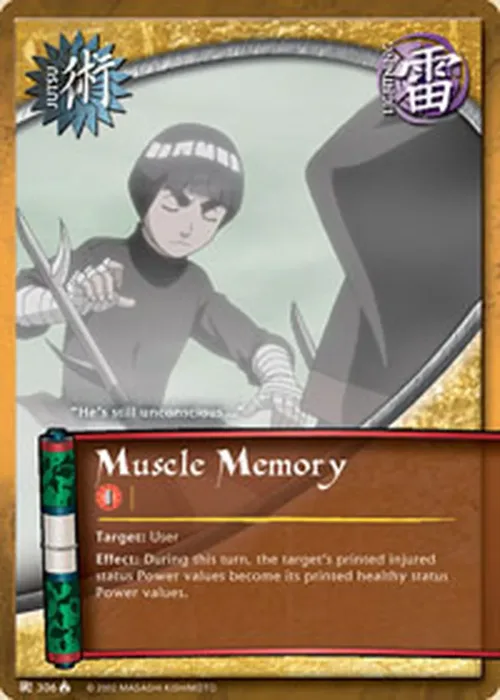 JUTSU
術
LIGHTNING
雷
"He's still unconscious...
Muscle Memory
1
Target: User
Effect: During this turn, the target's printed injured
status Power values become its printed healthy status
Power values.
306
© 2002 MASASHI KISHIMOTO